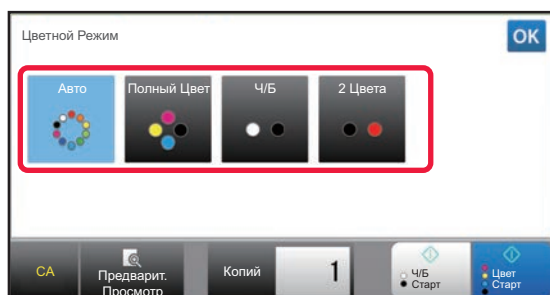 Цветной Режим
OK
Авто
Полный Цвет
Ч/Б
2 Цвета
CA
Предварит.
Просмотр
Копий
1
Ч/Б
Старт
Цвет
Старт